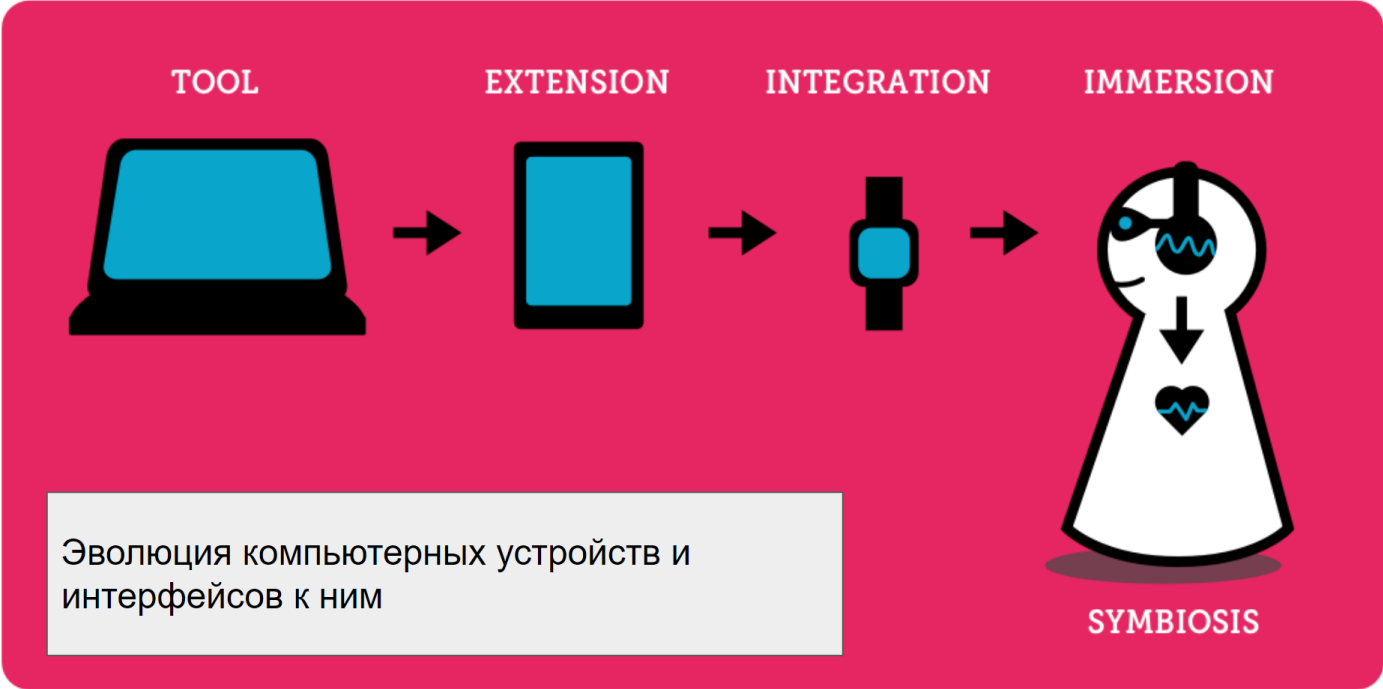 TOOL
EXTENSION
INTEGRATION
IMMERSION
Эволюция компьютерных устройств и
интерфейсов к ним
SYMBIOSIS